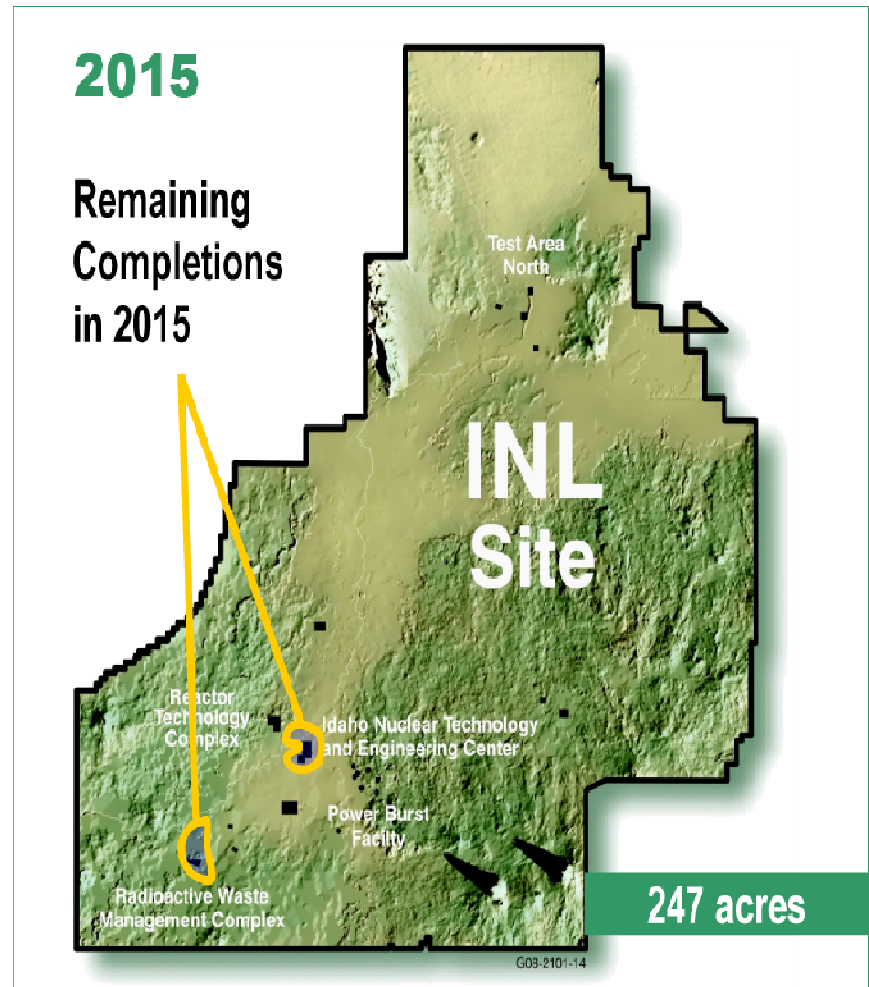 2015
Remaining
Completions
in 2015
Test Area
North
INL
Site
Reactor
Technology
Complex
Idaho Nuclear Technology
and Engineering Center
Power Burst
Facilty
Radioactive Waste
Management Complex
247 acres
G08-2101-14